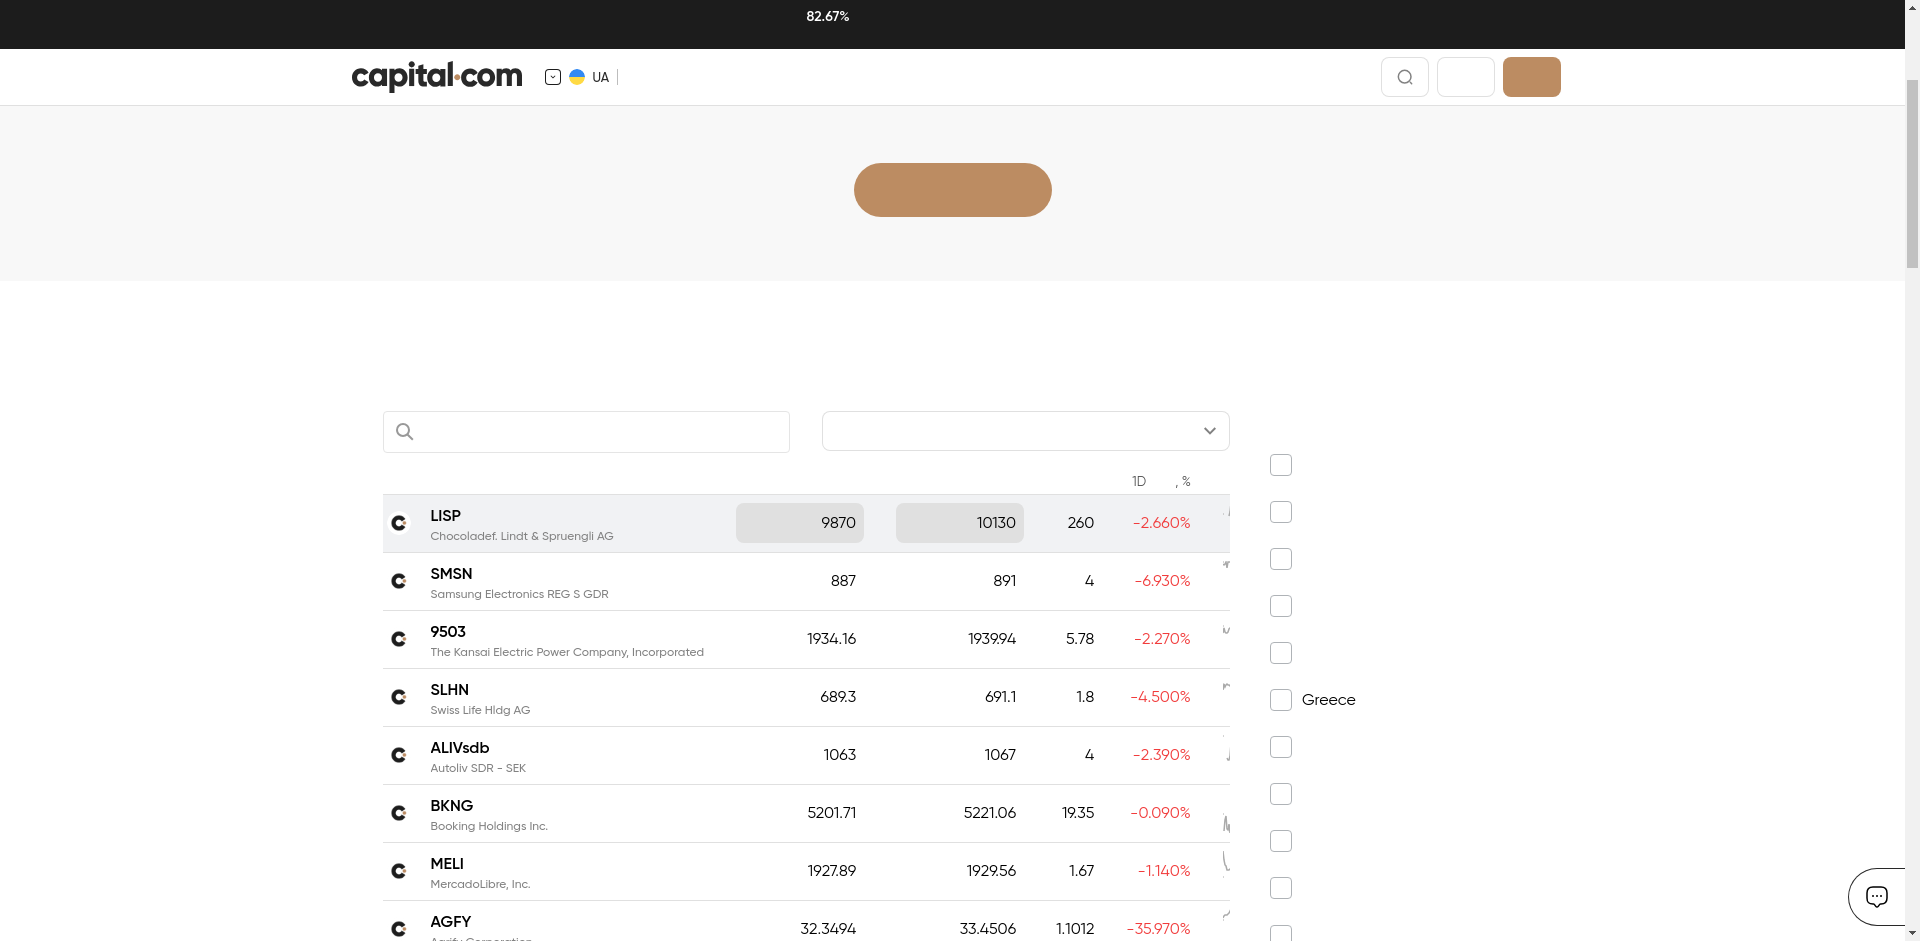 82.67%
capital.com
UA
1D , %
LISP
Chocoladef. Lindt & Spruengli AG
9870 10130 260 -2.660%
SMSN
Samsung Electronics REG S GDR
887 891 4 -6.930%
9503
The Kansai Electric Power Company, Incorporated
1934.16 1939.94 5.78 -2.270%
SLHN
Swiss Life Hldg AG
689.3 691.1 1.8 -4.500%
Greece
ALIVsdb
Autoliv SDR - SEK
1063 1067 4 -2.390%
BKNG
Booking Holdings Inc.
5201.71 5221.06 19.35 -0.090%
MELI
MercadoLibre, Inc.
1927.89 1929.56 1.67 -1.140%
AGFY
Agrify Corporation
32.3494 33.4506 1.1012 -35.970%